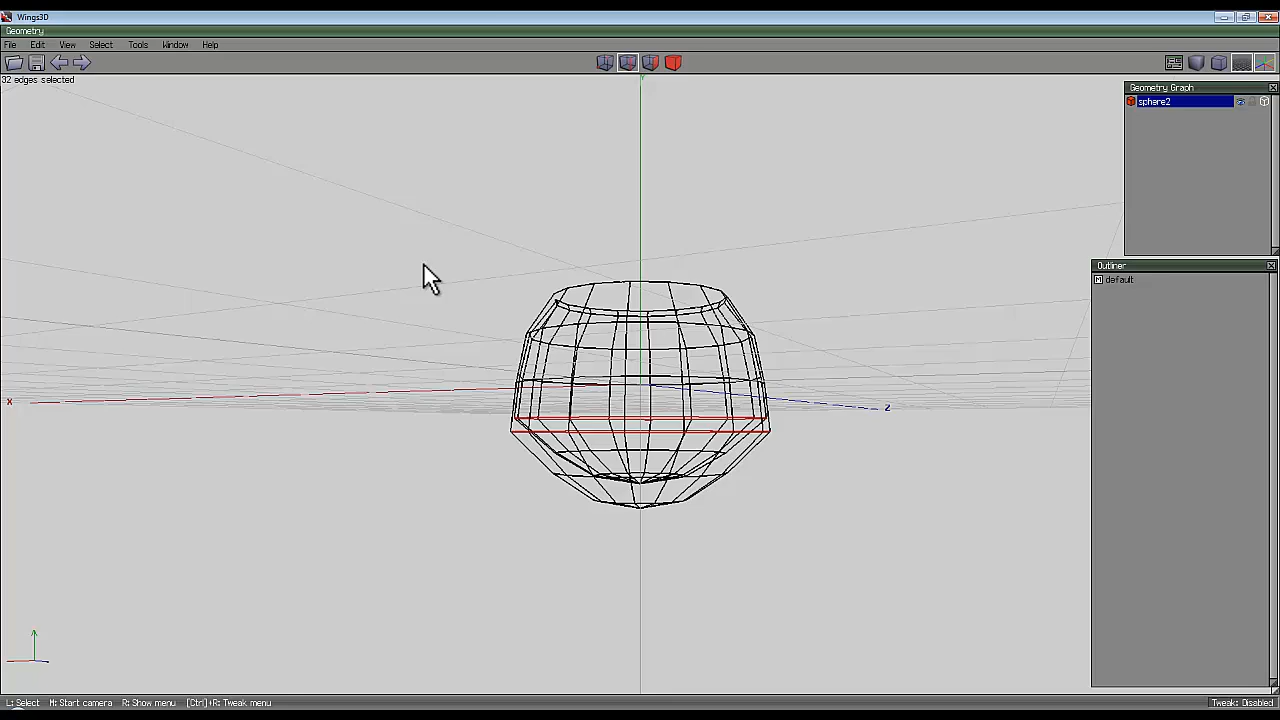 Wings3D
Geometry
File Edit View Select Tools Window Help
32 edges selected
Geometry Graph
sphere2
Outliner
default
Y
X
Z
L: Select M: Start camera R: Show menu [Ctrl]+R: Tweak menu
Tweak: Disabled